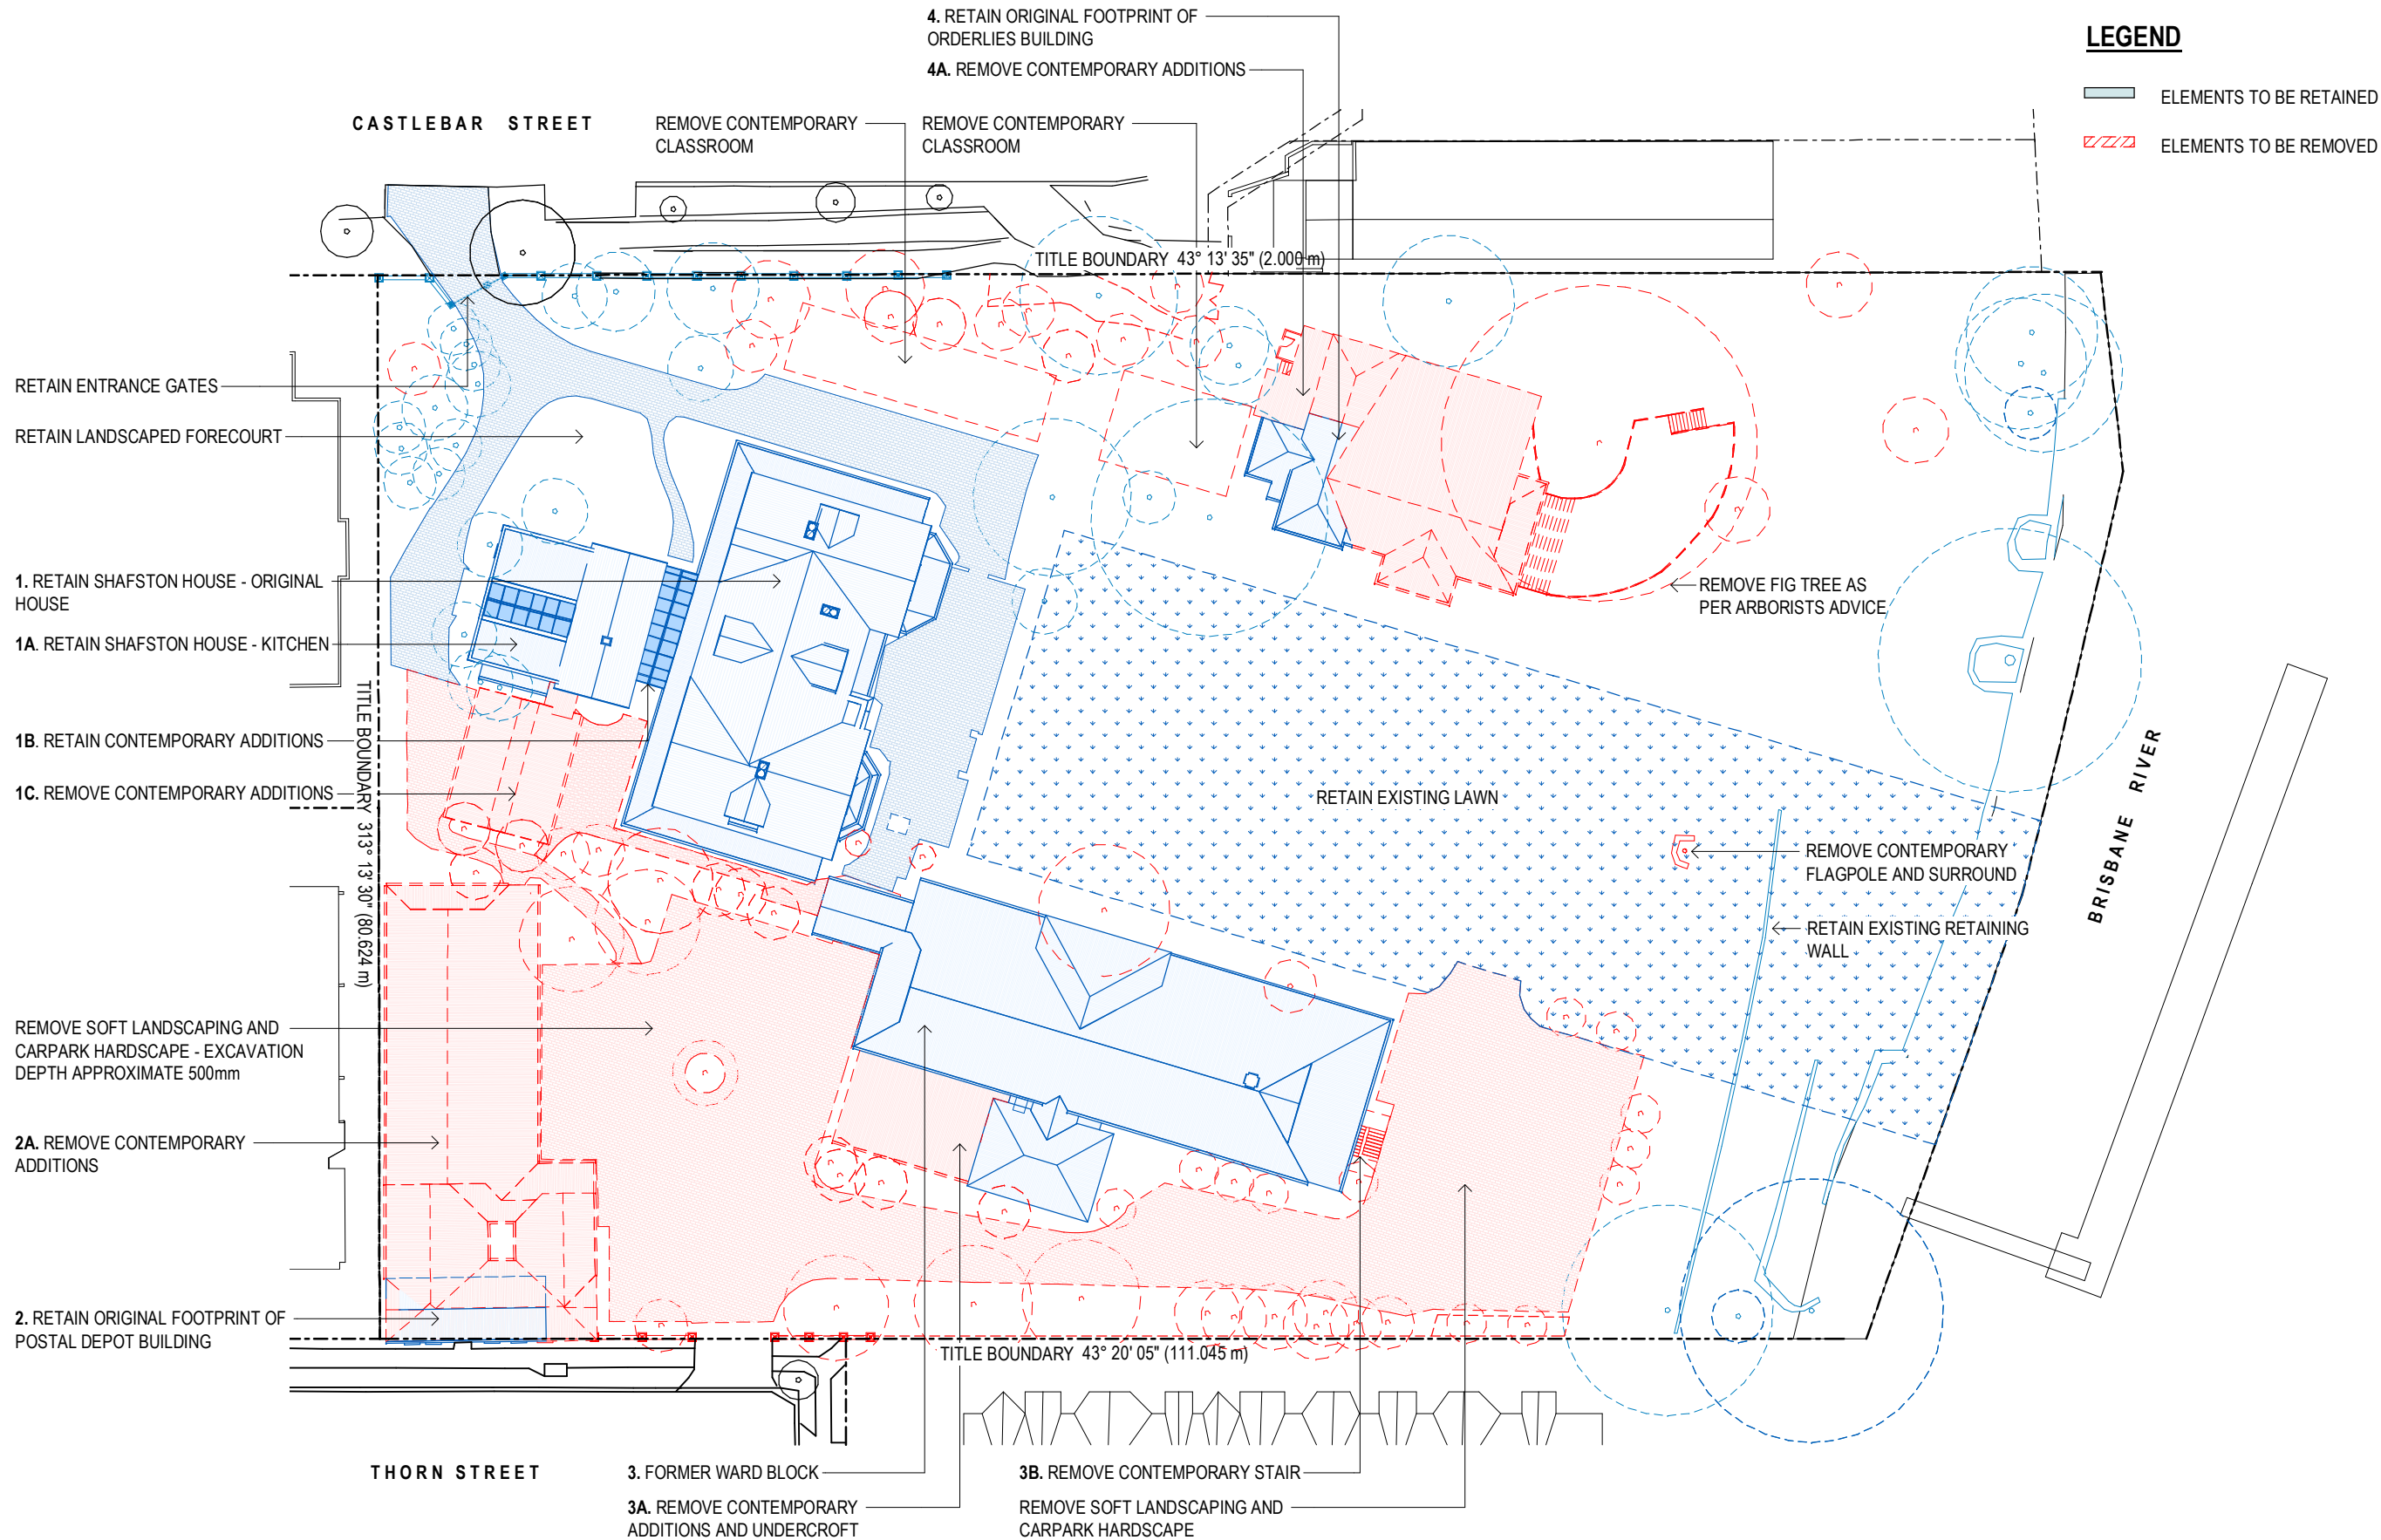 4. RETAIN ORIGINAL FOOTPRINT OF
ORDERLIES BUILDING
4A. REMOVE CONTEMPORARY ADDITIONS
LEGEND
ELEMENTS TO BE RETAINED
ELEMENTS TO BE REMOVED
CASTLEBAR STREET
REMOVE CONTEMPORARY
CLASSROOM
REMOVE CONTEMPORARY
CLASSROOM
TITLE BOUNDARY 43° 13' 35" (2.000 m)
RETAIN ENTRANCE GATES
RETAIN LANDSCAPED FORECOURT
1. RETAIN SHAFSTON HOUSE - ORIGINAL
HOUSE
1A. RETAIN SHAFSTON HOUSE - KITCHEN
REMOVE FIG TREE AS
PER ARBORISTS ADVICE
1B. RETAIN CONTEMPORARY ADDITIONS
1C. REMOVE CONTEMPORARY ADDITIONS
TITLE BOUNDARY 313° 13' 30" (80.624 m)
RETAIN EXISTING LAWN
BRISBANE RIVER
REMOVE CONTEMPORARY
FLAGPOLE AND SURROUND
RETAIN EXISTING RETAINING
WALL
REMOVE SOFT LANDSCAPING AND
CARPARK HARDSCAPE - EXCAVATION
DEPTH APPROXIMATE 500mm
2A. REMOVE CONTEMPORARY
ADDITIONS
2. RETAIN ORIGINAL FOOTPRINT OF
POSTAL DEPOT BUILDING
TITLE BOUNDARY 43° 20' 05" (111.045 m)
THORN STREET
3. FORMER WARD BLOCK
3A. REMOVE CONTEMPORARY
ADDITIONS AND UNDERCROFT
3B. REMOVE CONTEMPORARY STAIR
REMOVE SOFT LANDSCAPING AND
CARPARK HARDSCAPE